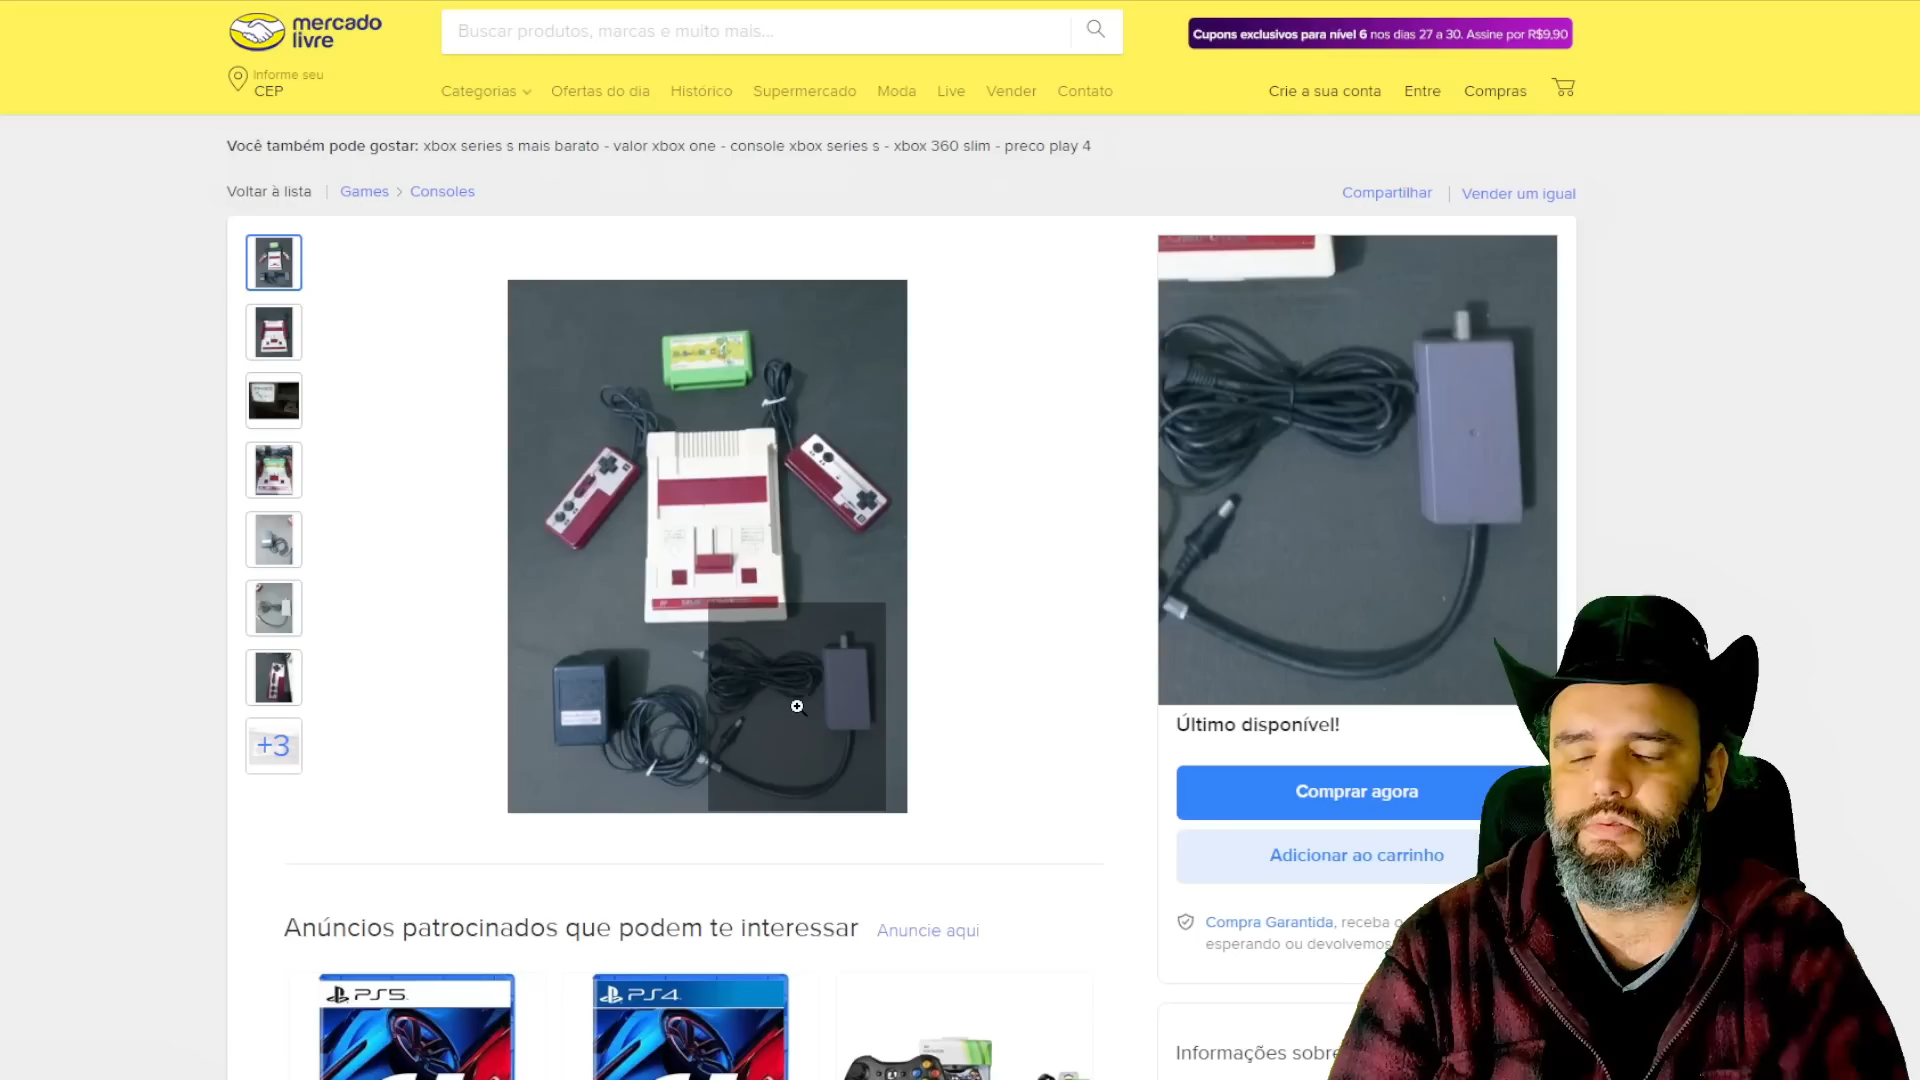 mercado
livre
Buscar produtos, marcas e muito mais...
Cupons exclusivos para nível 6 nos dias 27 a 30. Assine por R$9,90
Informe seu
CEP
Categorias
Ofertas do dia
Histórico
Supermercado
Moda
Live
Vender
Contato
Crie a sua conta
Entre
Compras
Você também pode gostar: xbox series s mais barato - valor xbox one - console xbox series s - xbox 360 slim - preco play 4
Voltar à lista
Games > Consoles
Compartilhar
Vender um igual
+3
Último disponível!
Comprar agora
Adicionar ao carrinho
Compra Garantida, receba o
esperando ou devolvemos
Anúncios patrocinados que podem te interessar
Anuncie aqui
PS5
PS4
Informações sobre